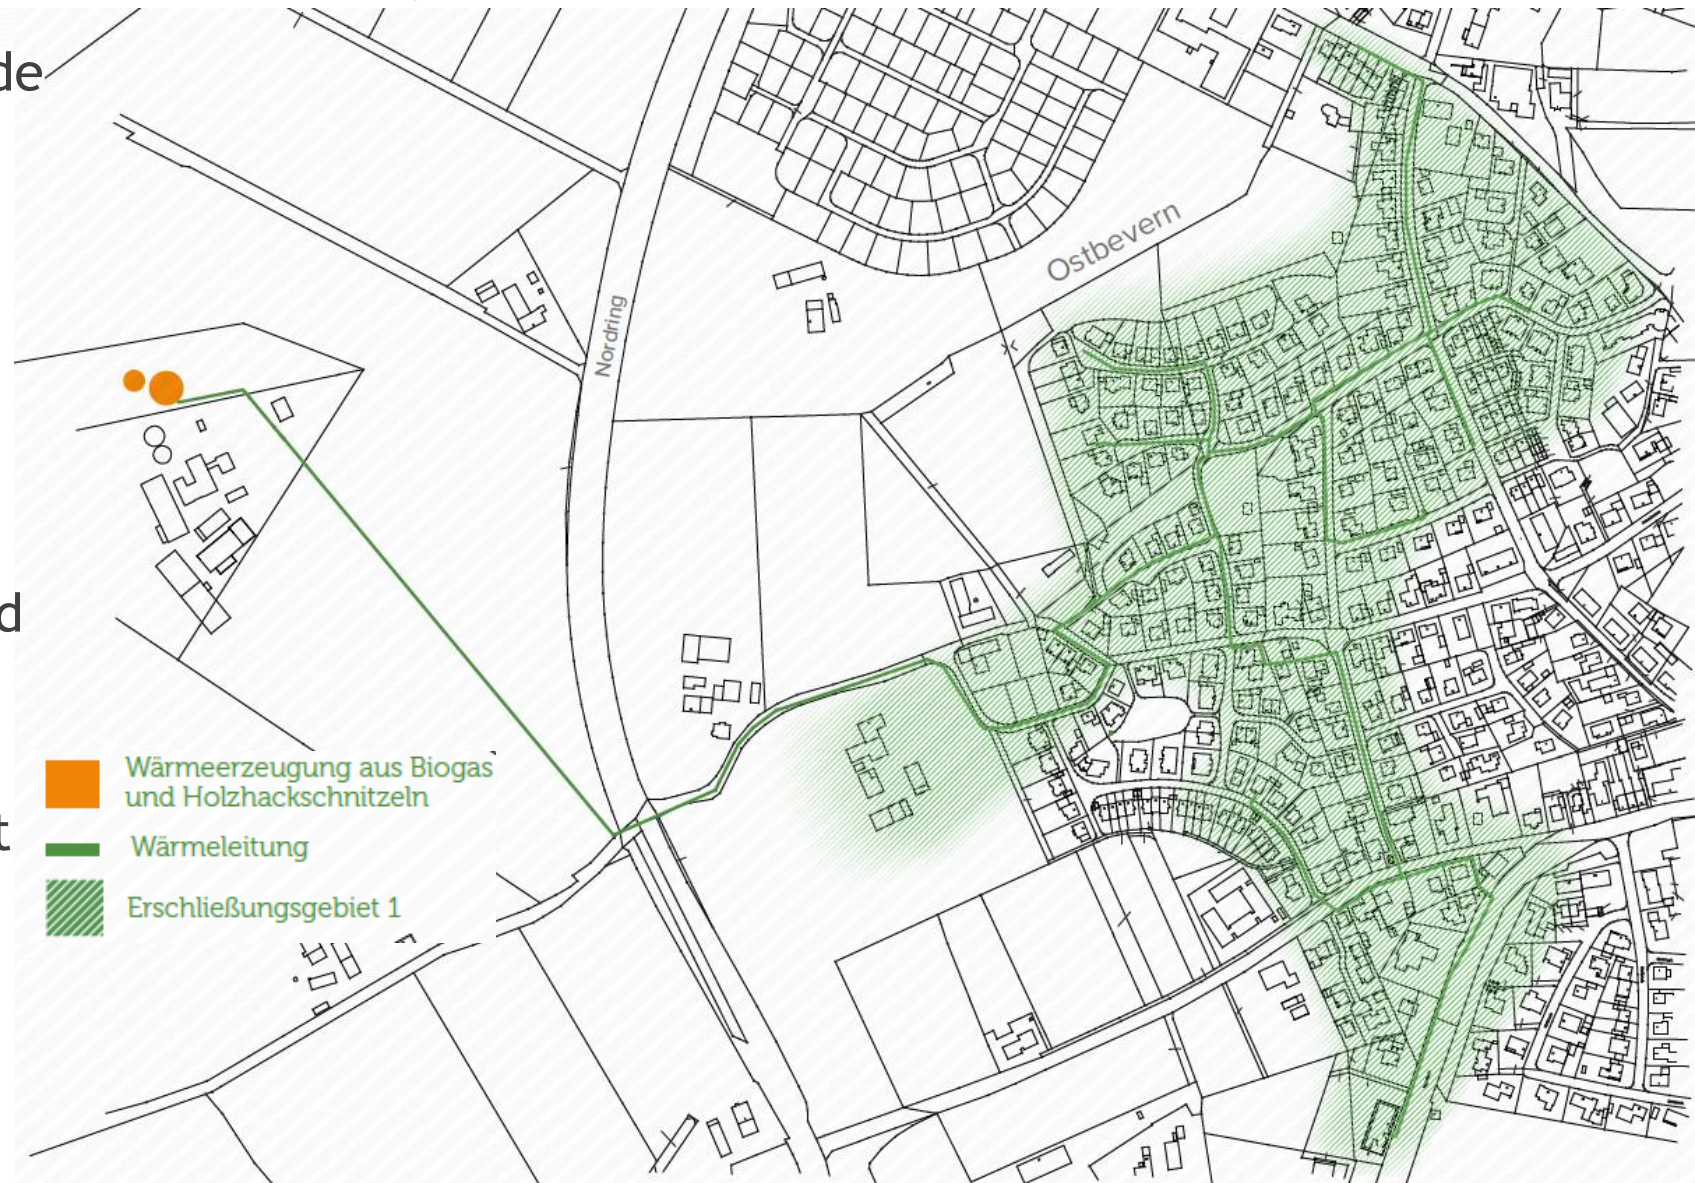 de
Ostbevern
Nordring
d
t
Wärmeerzeugung aus Biogas
und Holzhackschnitzeln
Wärmeleitung
Erschließungsgebiet 1